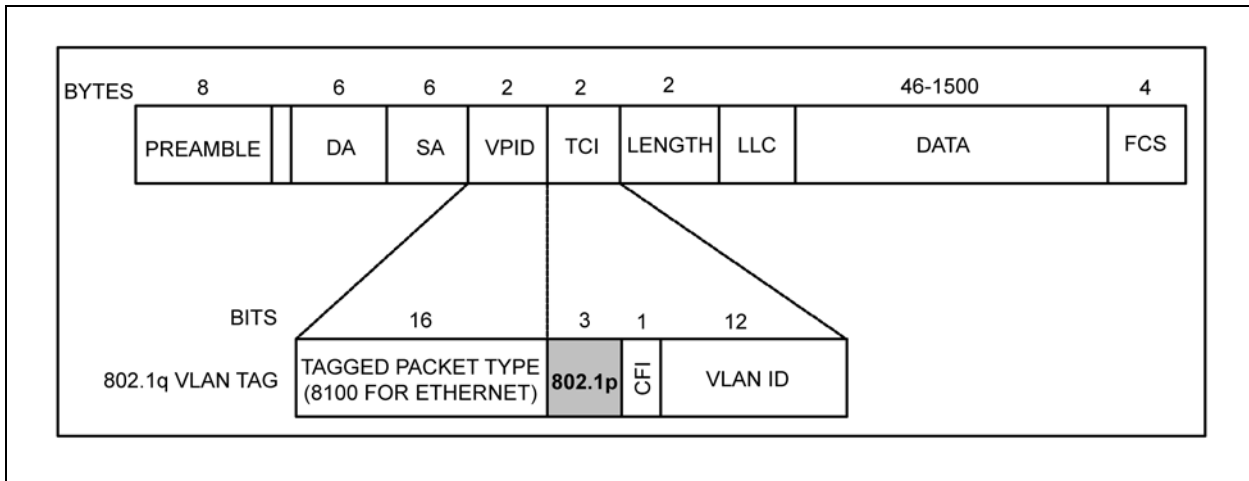 BYTES 8 6 6 2 2 2 46-1500 4
PREAMBLE DA SA VPID TCI LENGTH LLC DATA FCS
BITS 16 3 1 12
802.1q VLAN TAG
TAGGED PACKET TYPE
(8100 FOR ETHERNET)
802.1p
CFI
VLAN ID